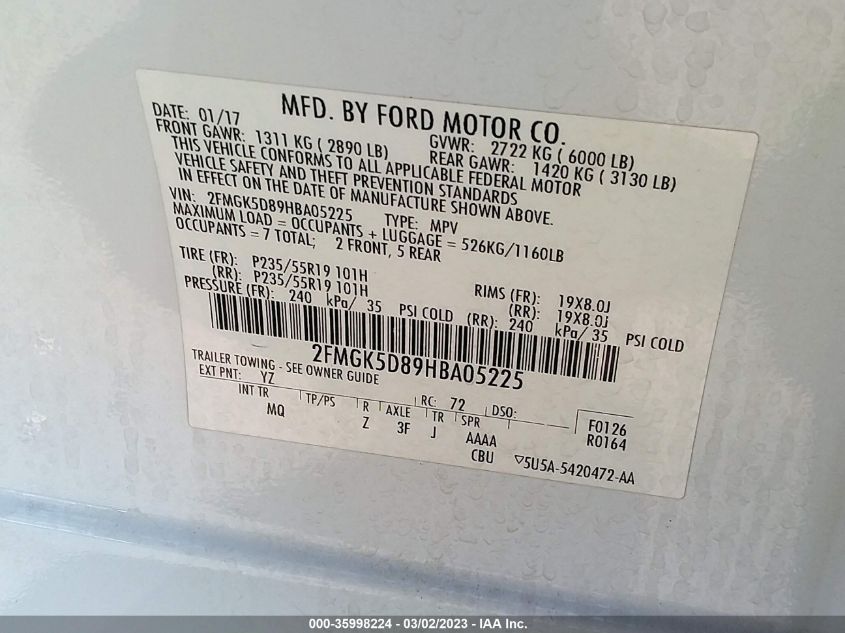 MFD. BY FORD MOTOR CO.
DATE: 01/17 GVWR: 2722 KG ( 6000 LB)
FRONT GAWR: 1311 KG ( 2890 LB) REAR GAWR: 1420 KG ( 3130 LB)
THIS VEHICLE CONFORMS TO ALL APPLICABLE FEDERAL MOTOR
VEHICLE SAFETY AND THEFT PREVENTION STANDARDS
IN EFFECT ON THE DATE OF MANUFACTURE SHOWN ABOVE.
VIN: 2FMGK5D89HBA05225 TYPE: MPV
MAXIMUM LOAD = OCCUPANTS + LUGGAGE = 526KG/1160LB
OCCUPANTS = 7 TOTAL; 2 FRONT, 5 REAR
TIRE (FR): P235/55R19 101H RIMS (FR): 19X8.0J
(RR): P235/55R19 101H (RR): 19X8.0J
PRESSURE (FR): 240 kPa/ 35 PSI COLD (RR): 240 kPa/ 35 PSI COLD
2FMGK5D89HBA05225
TRAILER TOWING - SEE OWNER GUIDE
EXT PNT: YZ RC: 72 DSO: F0126
INT TR TP/PS R AXLE TR SPR R0164
MQ Z 3F J AAAA
CBU ▽5U5A-5420472-AA
000-35998224 - 03/02/2023 - IAA Inc.